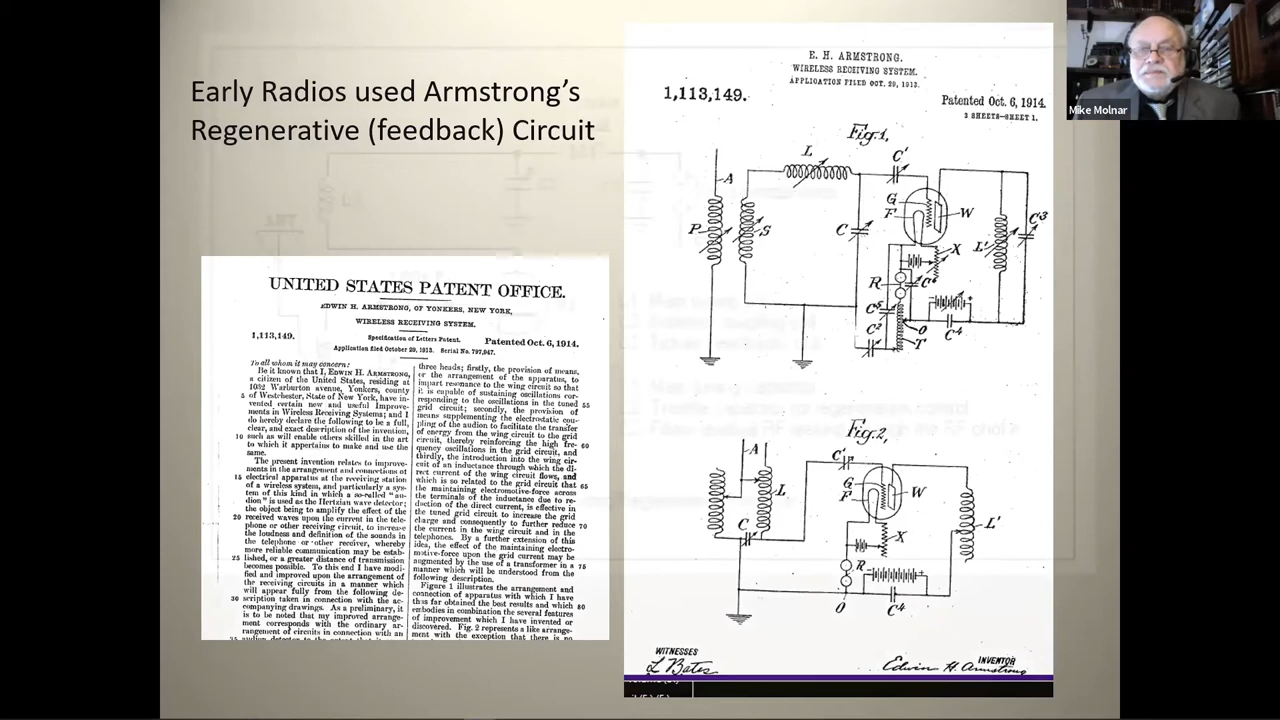 Early Radios used Armstrong's
Regenerative (feedback) Circuit
UNITED STATES PATENT OFFICE.
EDWIN H. ARMSTRONG, OF YONKERS, NEW YORK,
WIRELESS RECEIVING SYSTEM.
1,113,149.
Specification of Letters Patent.
Patented Oct. 6, 1914.
Application filed October 29, 1913. Serial No. 797,947.
To all whom it may concern:
Be it known that I, EDWIN H. ARMSTRONG,
a citizen of the United States, residing at
1032 Warburton avenue, Yonkers, county
5 of Westchester, State of New York, have in-
vented certain new and useful Improve-
ments in Wireless Receiving Systems; and I
do hereby declare the following to be a full,
clear, and exact description of the invention,
10 such as will enable others skilled in the art
to which it appertains to make and use the
same.
The present invention relates to improve-
ments in the arrangement and connections of
15 electrical apparatus at the receiving station
of a wireless system, and particularly a sys-
tem of this kind in which a so-called "au-
dion" is used as the Hertzian wave detector;
the object being to amplify the effect of the
20 received waves upon the current in the tele-
phone or other receiving circuit, to increase
the loudness and definition of the sounds in
the telephone or other receiver, whereby
more reliable communication may be estab-
25 lished, or a greater distance of transmission
becomes possible. To this end I have modi-
fied and improved upon the arrangement of
the receiving circuits in a manner which
will appear fully from the following de-
30 scription taken in connection with the ac-
companying drawings. As a preliminary, it
is to be noted that my improved arrange-
ment corresponds with the ordinary ar-
rangement of circuits in connection with an
three heads; firstly, the provision of means,
or the arrangement of the apparatus, to
impart resonance to the wing circuit so that
it is capable of sustaining oscillations cor-
responding to the oscillations in the tuned 55
grid circuit; secondly, the provision of
means supplementing the electrostatic cou-
pling of the audion to facilitate the transfer
of energy from the wing circuit to the grid
circuit, thereby reinforcing the high fre- 60
quency oscillations in the grid circuit, and
thirdly, the introduction into the wing cir-
cuit of an inductance through which the di-
rect current of the wing circuit flows, and
which is so related to the grid circuit that 65
the maintaining electromotive-force across
the terminals of the inductance due to re-
duction of the direct current, is effective in
the tuned grid circuit to increase the grid
charge and consequently to further reduce 70
the current in the wing circuit and in the
telephones. By a further extension of this
idea, the effect of the maintaining electro-
motive-force upon the grid current may be
augmented by the use of a transformer in a 75
manner which will be understood from the
following description.
Figure 1 illustrates the arrangement and
connection of apparatus with which I have
thus far obtained the best results and which 80
embodies in combination the several features
of improvement which I have invented or
discovered. Fig. 2 represents a like arrange-
ment with the exception that there is no
E. H. ARMSTRONG.
WIRELESS RECEIVING SYSTEM.
APPLICATION FILED OCT. 29, 1913.
1,113,149.
Patented Oct. 6, 1914.
3 SHEETS—SHEET 1.
Fig. 1,
L C'
A G F W C³
P S C L'
X
R C⁶
C⁵
C² O C⁴
T
Fig. 2,
A C'
G W
F
L L'
C X
R
O C⁴
WITNESSES
L Bates
INVENTOR
Edwin H. Armstrong
Mike Molnar